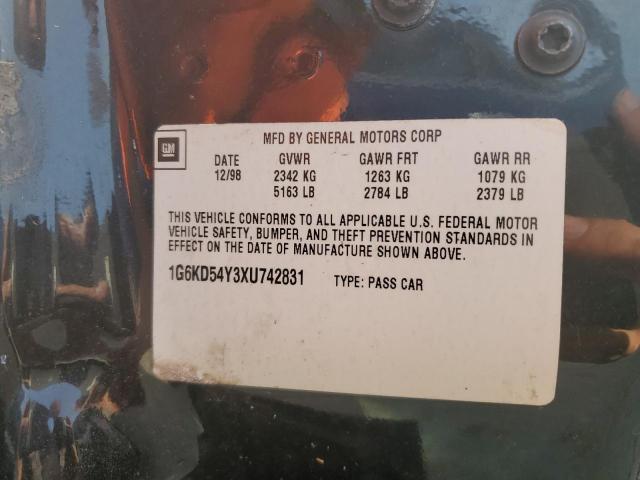 GM
MFD BY GENERAL MOTORS CORP
DATE GVWR GAWR FRT GAWR RR
12/98 2342 KG 1263 KG 1079 KG
5163 LB 2784 LB 2379 LB
THIS VEHICLE CONFORMS TO ALL APPLICABLE U.S. FEDERAL MOTOR
VEHICLE SAFETY, BUMPER, AND THEFT PREVENTION STANDARDS IN
EFFECT ON THE DATE OF MANUFACTURE SHOWN ABOVE.
1G6KD54Y3XU742831 TYPE: PASS CAR